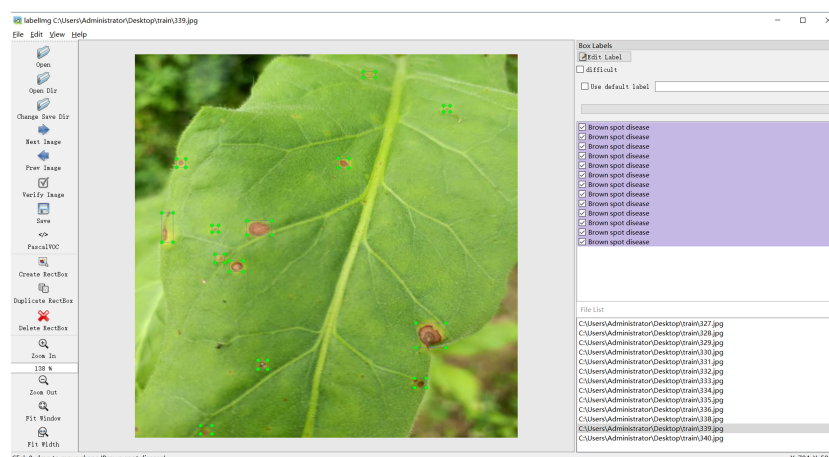 labelImg C:\Users\Administrator\Desktop\train\339.jpg
File Edit View Help
Open
Open Dir
Change Save Dir
Next Image
Prev Image
Verify Image
Save
</>
PascalVOC
Create RectBox
Duplicate RectBox
Delete RectBox
Zoom In
138 %
Zoom Out
Fit Window
Fit Width
Box Labels
Edit Label
difficult
Use default label
Brown spot disease
Brown spot disease
Brown spot disease
Brown spot disease
Brown spot disease
Brown spot disease
Brown spot disease
Brown spot disease
Brown spot disease
Brown spot disease
Brown spot disease
Brown spot disease
Brown spot disease
File List
C:\Users\Administrator\Desktop\train\327.jpg
C:\Users\Administrator\Desktop\train\328.jpg
C:\Users\Administrator\Desktop\train\329.jpg
C:\Users\Administrator\Desktop\train\330.jpg
C:\Users\Administrator\Desktop\train\331.jpg
C:\Users\Administrator\Desktop\train\332.jpg
C:\Users\Administrator\Desktop\train\333.jpg
C:\Users\Administrator\Desktop\train\334.jpg
C:\Users\Administrator\Desktop\train\335.jpg
C:\Users\Administrator\Desktop\train\336.jpg
C:\Users\Administrator\Desktop\train\338.jpg
C:\Users\Administrator\Desktop\train\339.jpg
C:\Users\Administrator\Desktop\train\340.jpg